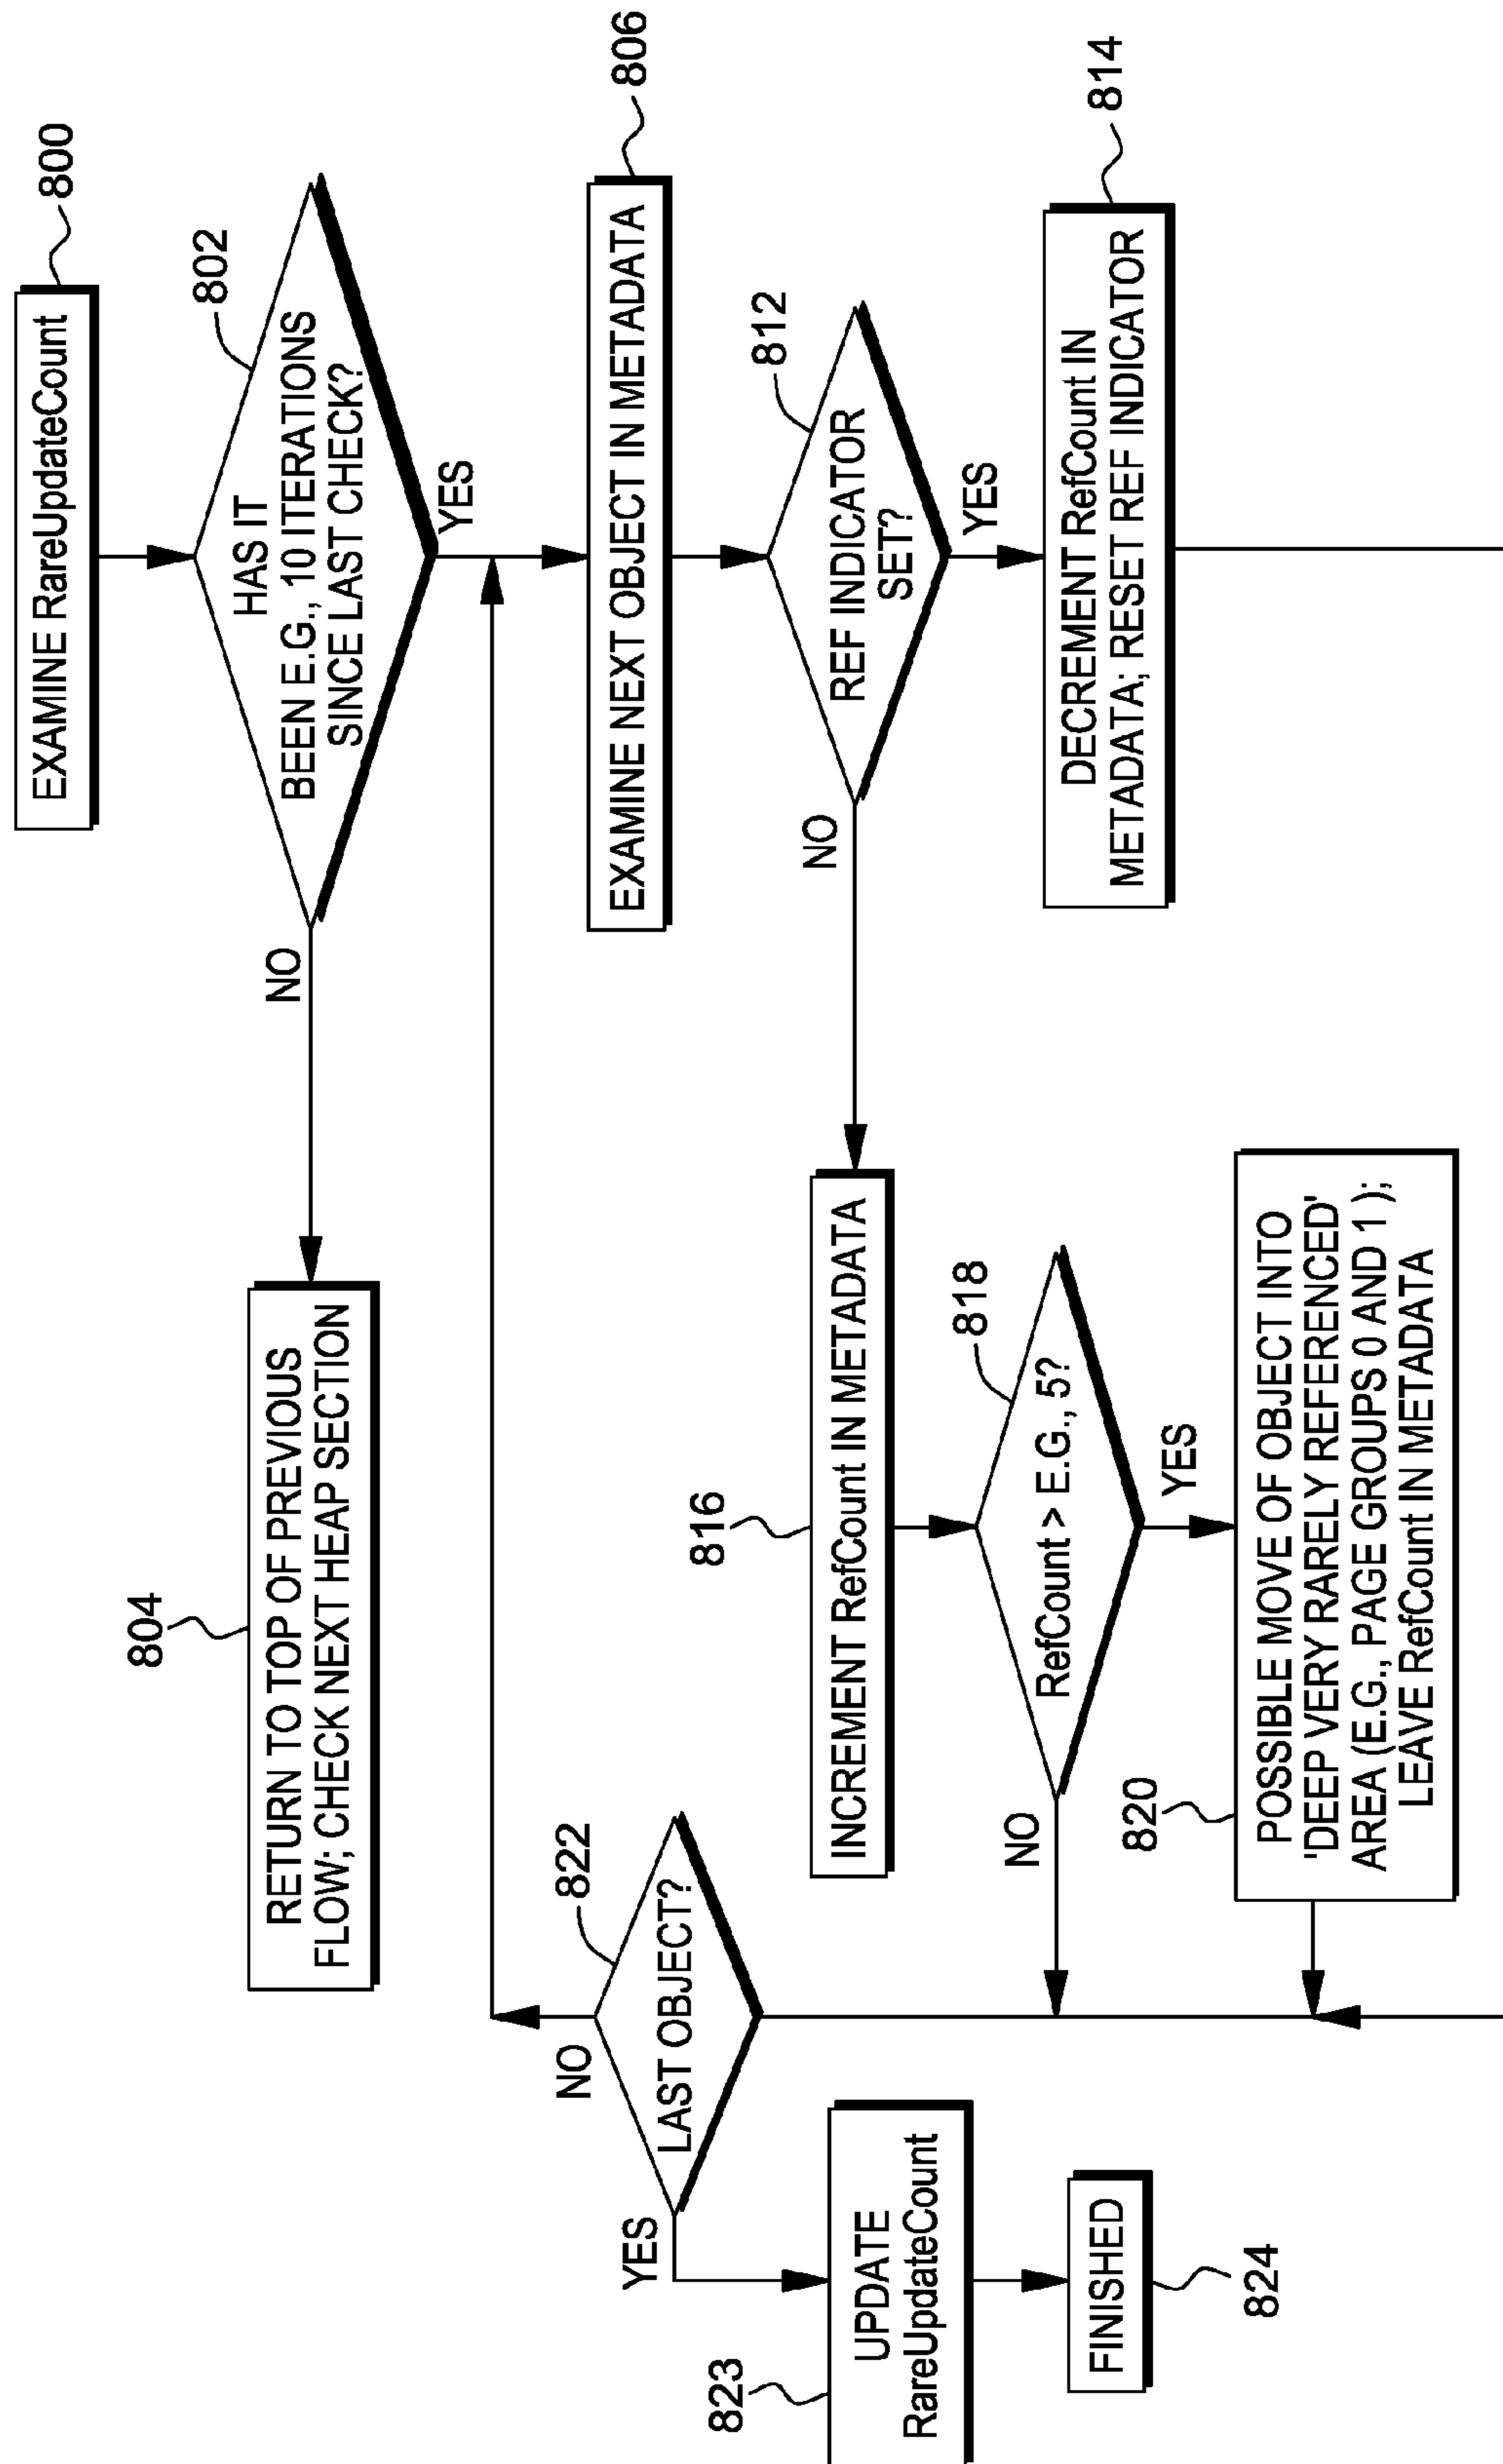 EXAMINE RareUpdateCount
800
802
HAS IT
BEEN E.G., 10 ITERATIONS
SINCE LAST CHECK?
NO
YES
804
RETURN TO TOP OF PREVIOUS
FLOW; CHECK NEXT HEAP SECTION
EXAMINE NEXT OBJECT IN METADATA
806
812
REF INDICATOR
SET?
NO
YES
DECREMENT RefCount IN
METADATA; RESET REF INDICATOR
814
816
INCREMENT RefCount IN METADATA
818
RefCount > E.G., 5?
NO
YES
820
POSSIBLE MOVE OF OBJECT INTO
'DEEP VERY RARELY REFERENCED'
AREA (E.G., PAGE GROUPS 0 AND 1 );
LEAVE RefCount IN METADATA
822
LAST OBJECT?
NO
YES
823
UPDATE
RareUpdateCount
FINISHED
824